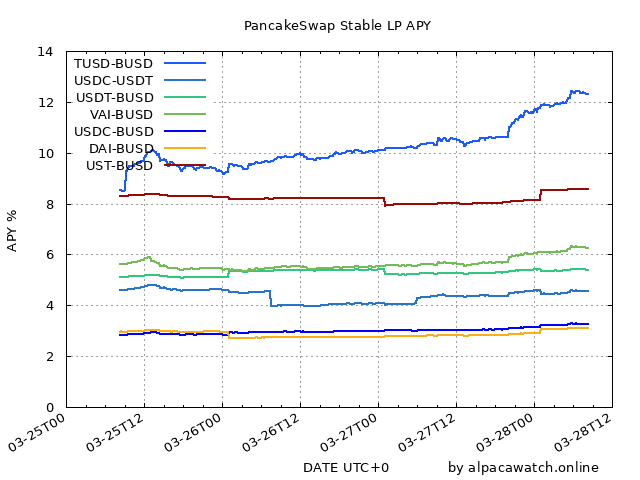 PancakeSwap Stable LP APY
14
12
10
8
6
4
2
0
APY %
TUSD-BUSD
USDC-USDT
USDT-BUSD
VAI-BUSD
USDC-BUSD
DAI-BUSD
UST-BUSD
03-25T00
03-25T12
03-26T00
03-26T12
03-27T00
03-27T12
03-28T00
03-28T12
DATE UTC+0
by alpacawatch.online